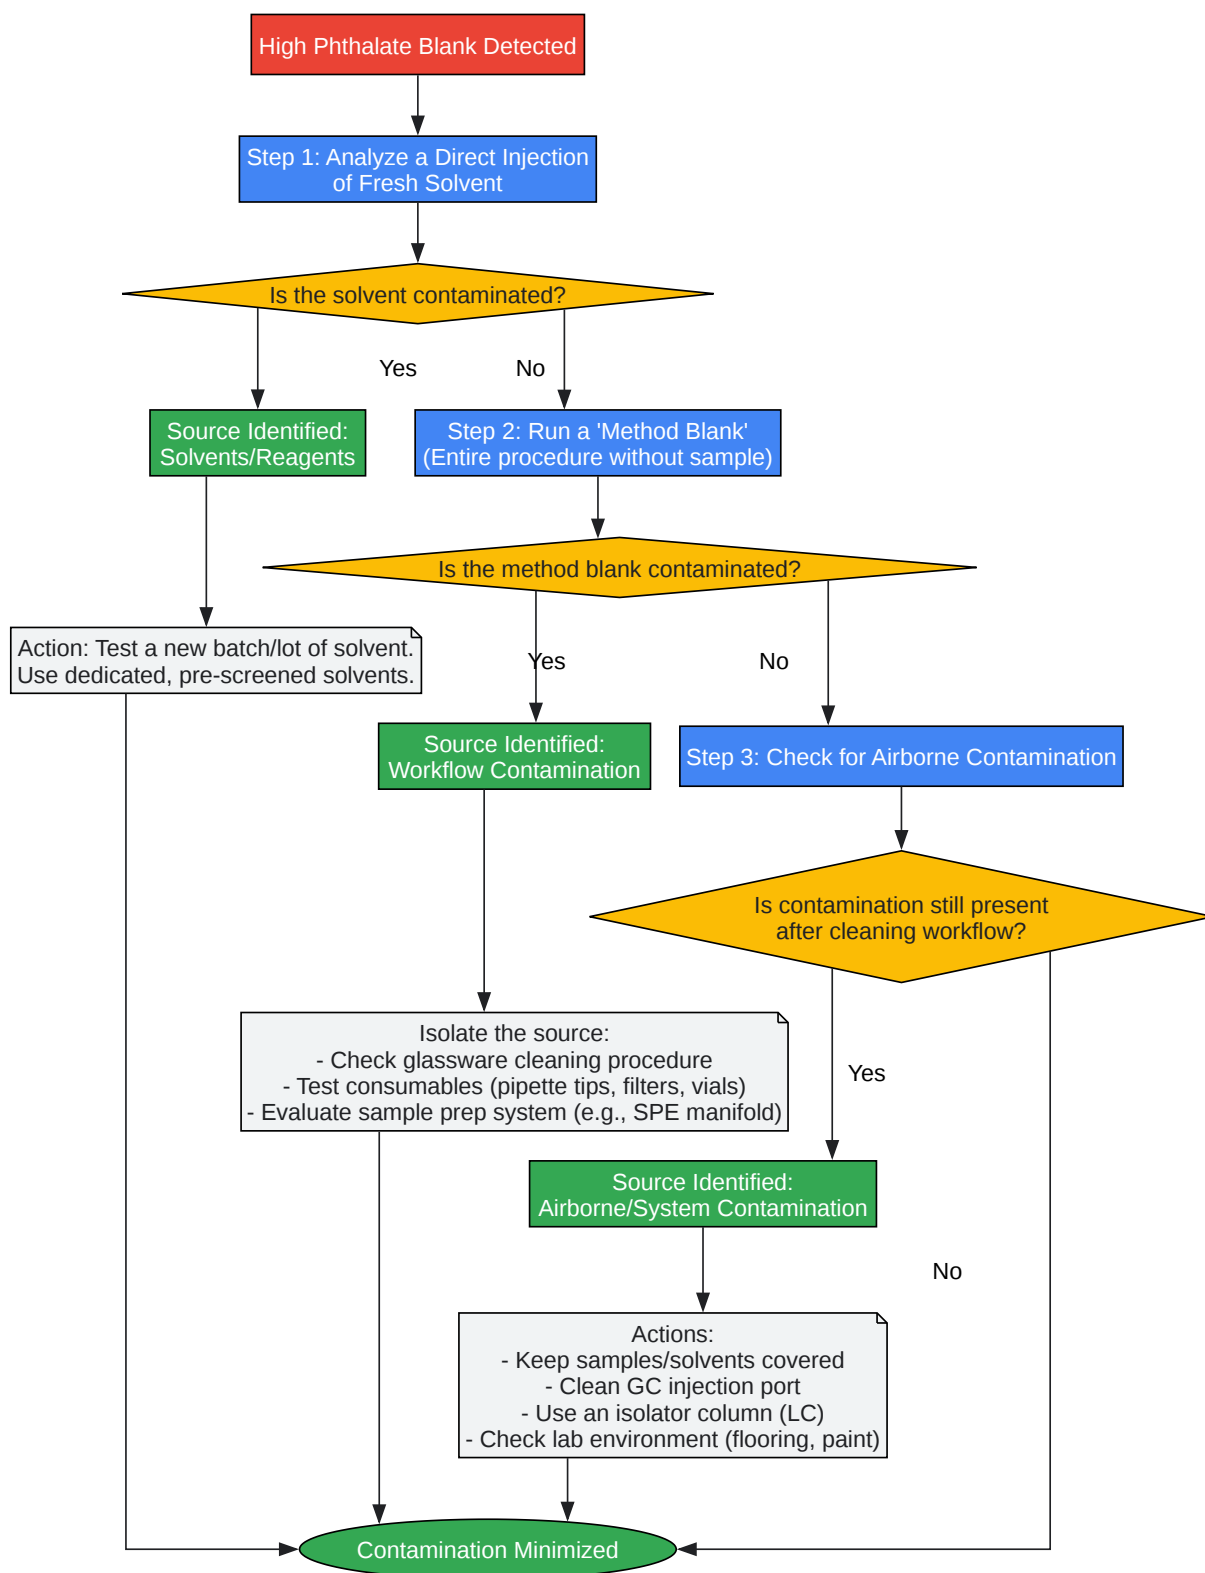 High Phthalate Blank Detected
Step 1: Analyze a Direct Injection
of Fresh Solvent
Is the solvent contaminated?
Yes
No
Source Identified:
Solvents/Reagents
Step 2: Run a 'Method Blank'
(Entire procedure without sample)
Is the method blank contaminated?
Action: Test a new batch/lot of solvent.
Use dedicated, pre-screened solvents.
Yes
No
Source Identified:
Workflow Contamination
Step 3: Check for Airborne Contamination
Is contamination still present
after cleaning workflow?
Isolate the source:
- Check glassware cleaning procedure
- Test consumables (pipette tips, filters, vials)
- Evaluate sample prep system (e.g., SPE manifold)
Yes
Source Identified:
Airborne/System Contamination
No
Actions:
- Keep samples/solvents covered
- Clean GC injection port
- Use an isolator column (LC)
- Check lab environment (flooring, paint)
Contamination Minimized